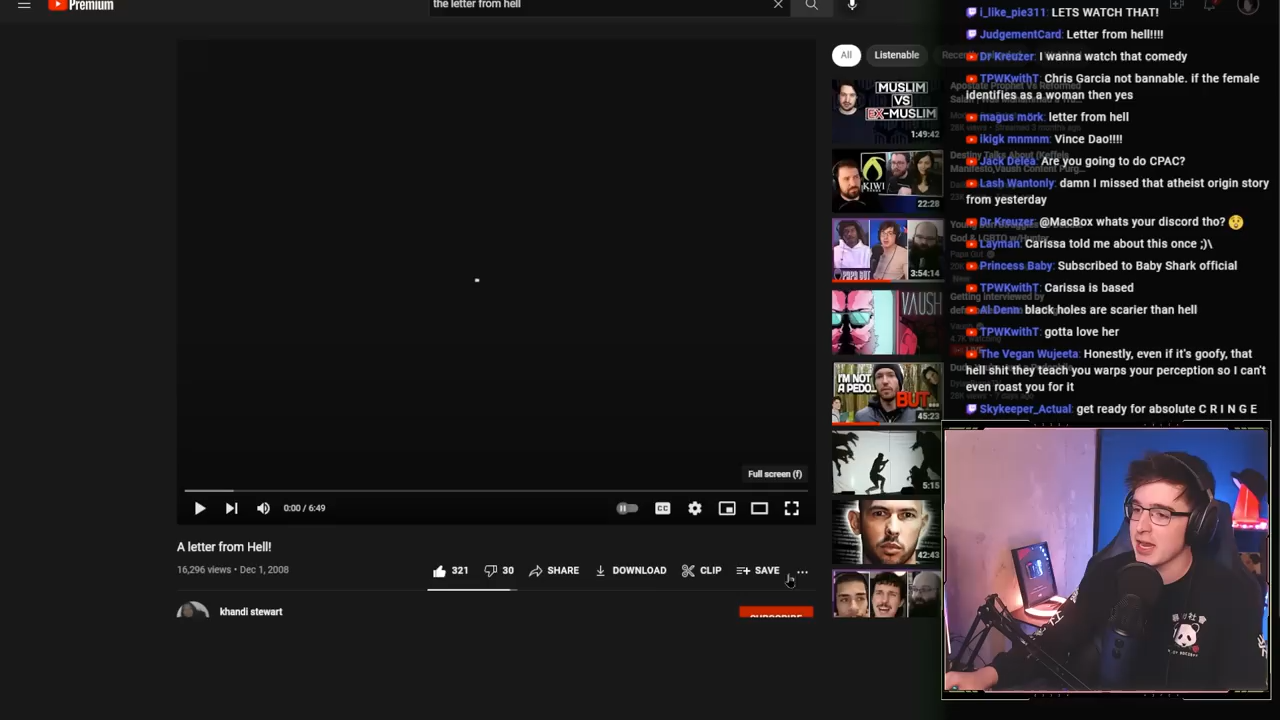 Premium
the letter from hell
All
Listenable
MUSLIM
VS
EX-MUSLIM
1:49:42
KIWI
22:28
3:54:14
VAUSH
I'M NOT
A PEDO...
BUT...
45:23
5:15
42:43
Full screen (f)
0:00 / 6:49
CC
A letter from Hell!
16,296 views • Dec 1, 2008
321
30
SHARE
DOWNLOAD
CLIP
SAVE
khandi stewart
SUBSCRIBE
i_like_pie311: LETS WATCH THAT!
JudgementCard: Letter from hell!!!!
Dr Kreuzer: I wanna watch that comedy
TPWKwithT: Chris Garcia not bannable. if the female
identifies as a woman then yes
magus mörk: letter from hell
ikigk mnmnm: Vince Dao!!!!
Jack Delea: Are you going to do CPAC?
Lash Wantonly: damn I missed that atheist origin story
from yesterday
Dr Kreuzer: @MacBox whats your discord tho? 😲
Layman: Carissa told me about this once ;)\
Princess Baby: Subscribed to Baby Shark official
TPWKwithT: Carissa is based
Al Denn: black holes are scarier than hell
TPWKwithT: gotta love her
The Vegan Wujeeta: Honestly, even if it's goofy, that
hell shit they teach you warps your perception so I can't
even roast you for it
Skykeeper_Actual: get ready for absolute C R I N G E